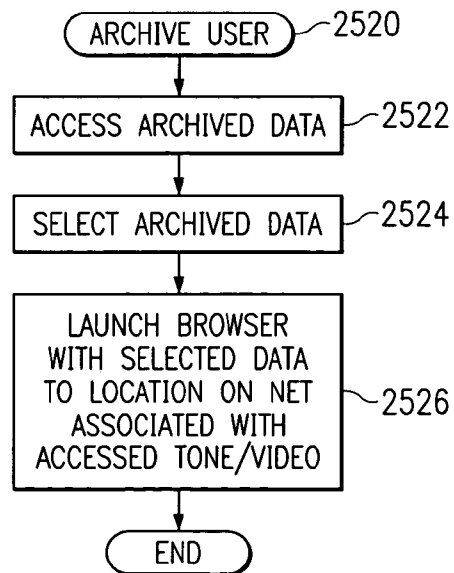 ARCHIVE USER 2520
ACCESS ARCHIVED DATA 2522
SELECT ARCHIVED DATA 2524
LAUNCH BROWSER
WITH SELECTED DATA
TO LOCATION ON NET
ASSOCIATED WITH
ACCESSED TONE/VIDEO
2526
END